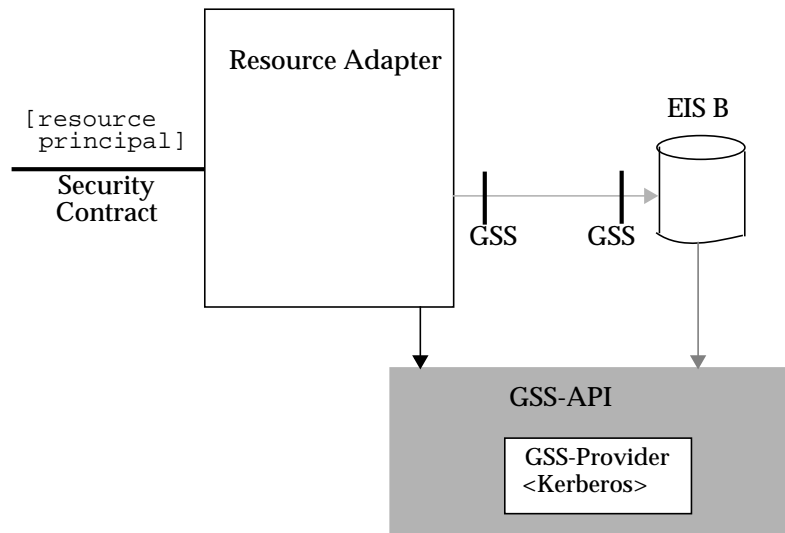 Resource Adapter
[resource
principal]
Security
Contract
EIS B
GSS
GSS
GSS-API
GSS-Provider
<Kerberos>